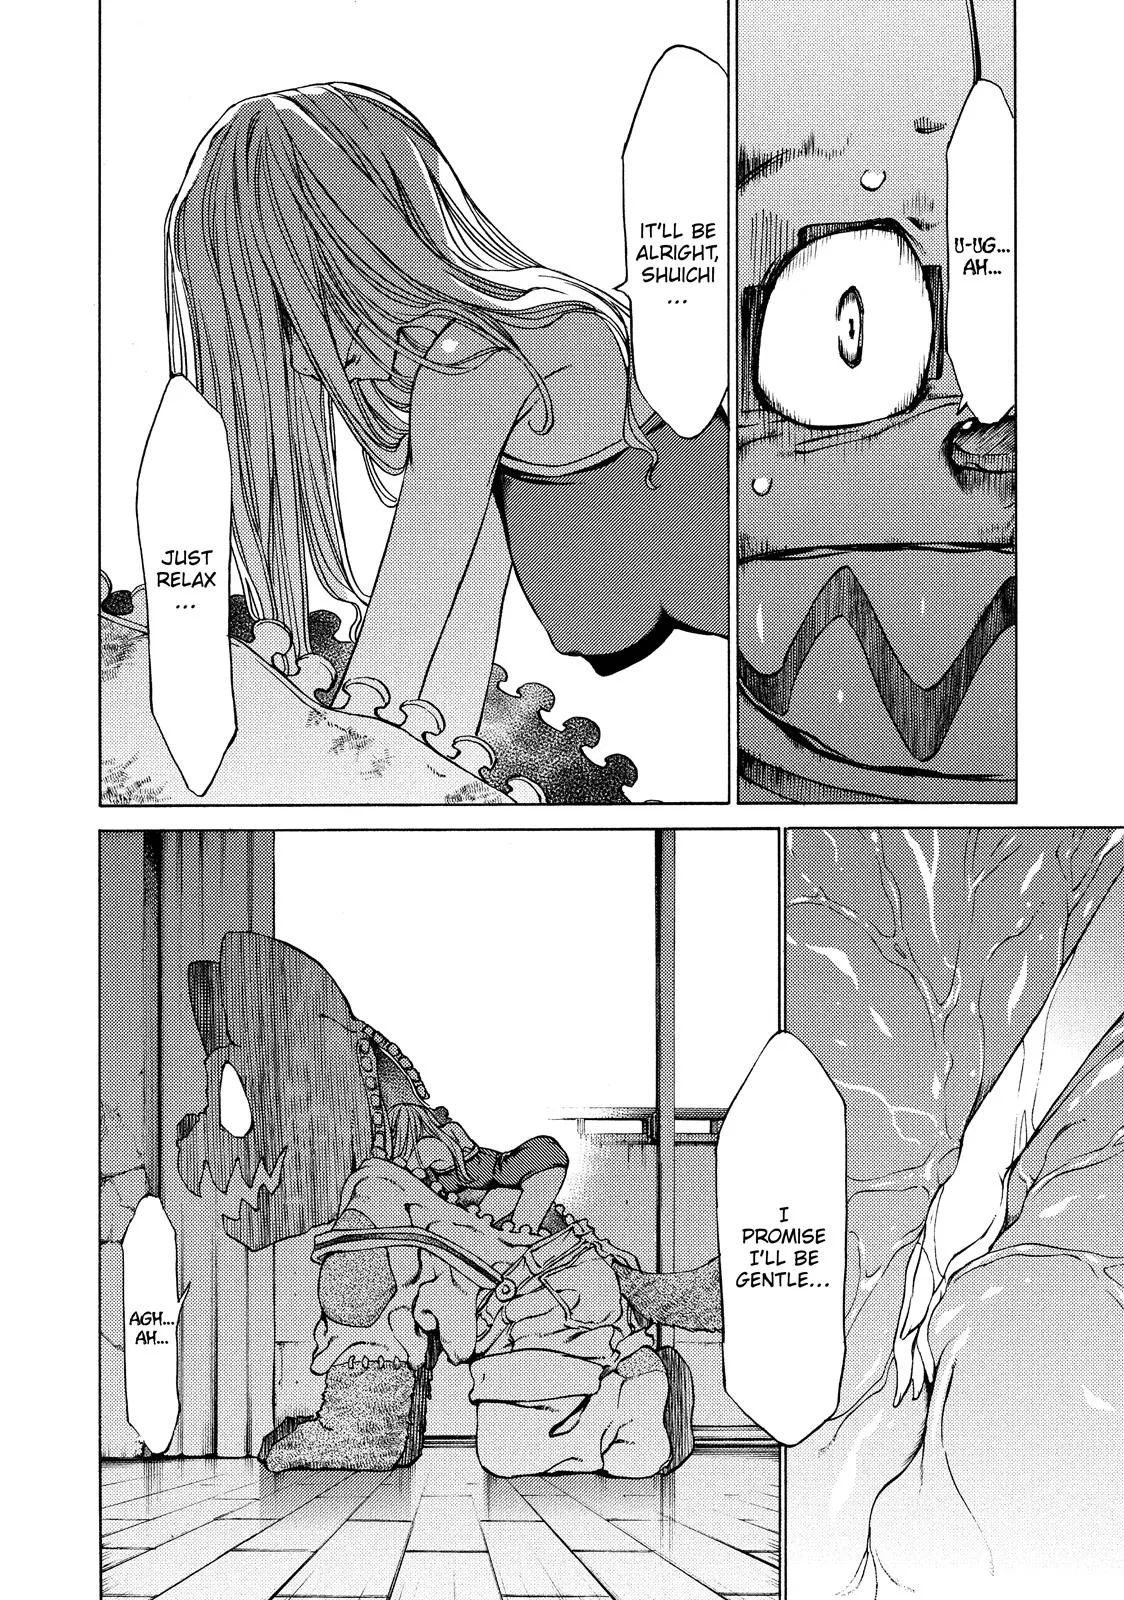 U-UG...
AH...
IT'LL BE
ALRIGHT,
SHUICHI
...
JUST
RELAX
...
I
PROMISE
I'LL BE
GENTLE...
AGH...
AH...